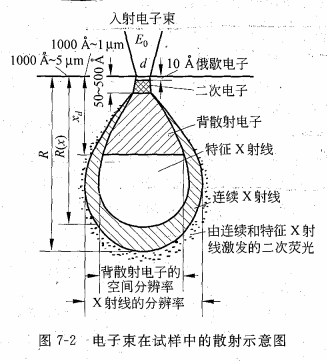 入射电子束
E₀
1000 Å~1 μm
1000 Å~5 μm
d
10 Å俄歇电子
50~500 Å
二次电子
x_d
背散射电子
R
R(x)
特征 X 射线
连续 X 射线
由连续和特征 X 射
线激发的二次荧光
背散射电子的
空间分辨率
X 射线的分辨率
图 7-2 电子束在试样中的散射示意图